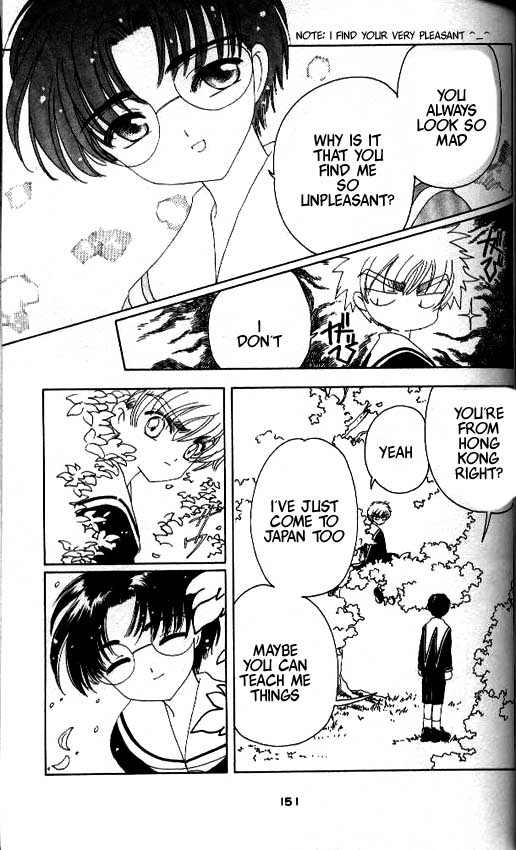 NOTE: I FIND YOUR VERY PLEASANT ^_^
YOU
ALWAYS
LOOK SO
MAD
WHY IS IT
THAT YOU
FIND ME
SO
UNPLEASANT?
I
DON'T
YOU'RE
FROM
HONG
KONG
RIGHT?
YEAH
I'VE JUST
COME TO
JAPAN TOO
MAYBE
YOU CAN
TEACH ME
THINGS
151